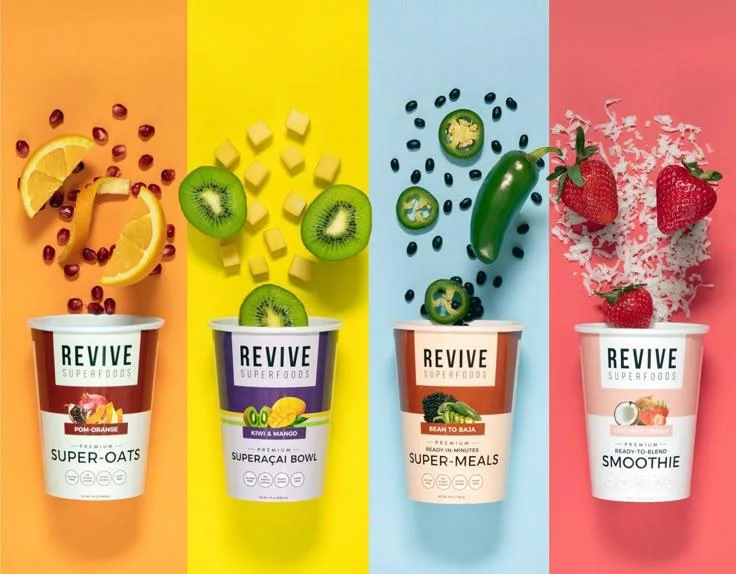 REVIVE
SUPERFOODS
POM-ORANGE
PREMIUM
SUPER-OATS
REVIVE
SUPERFOODS
KIWI & MANGO
PREMIUM
SUPERAÇAI BOWL
REVIVE
SUPERFOODS
BEAN TO BAJA
PREMIUM
READY-IN-MINUTES
SUPER-MEALS
REVIVE
SUPERFOODS
PREMIUM
READY-TO-BLEND
SMOOTHIE